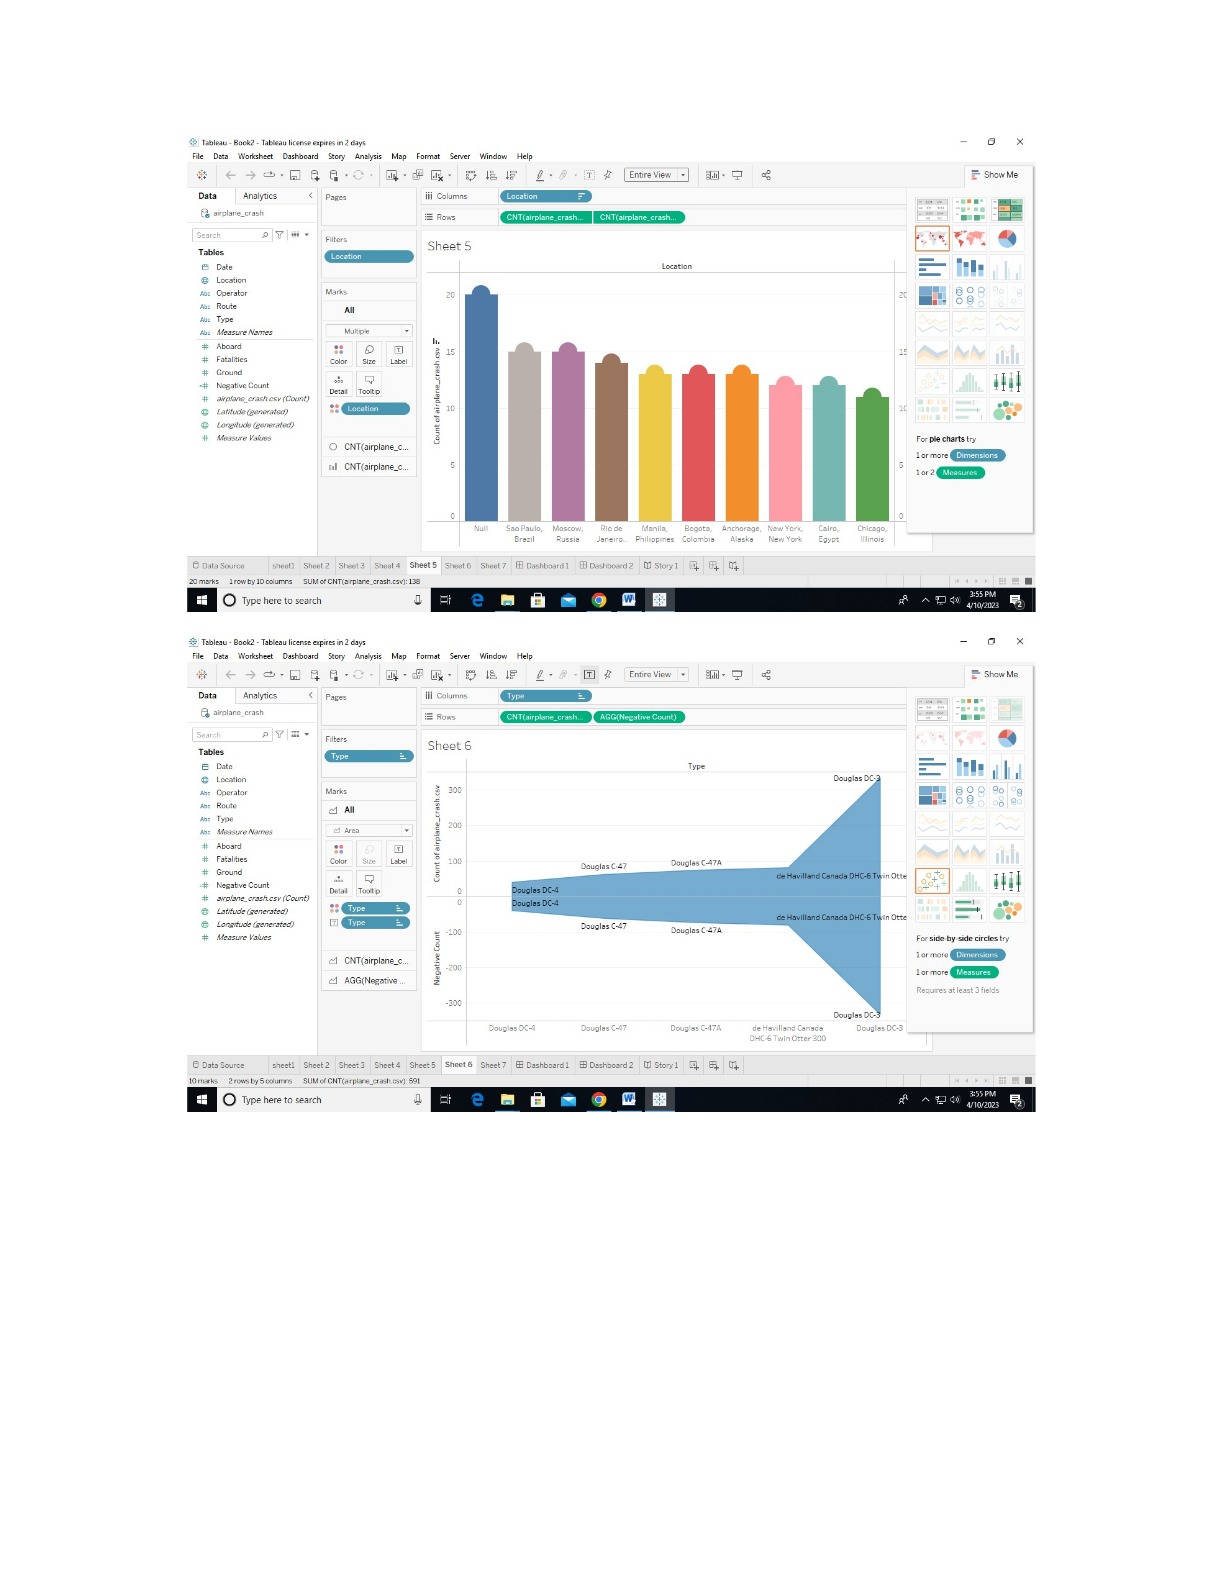 Tableau - Book2 - Tableau license expires in 2 days
File Data Worksheet Dashboard Story Analysis Map Format Server Window Help
Entire View
Show Me
Data Analytics
Pages
Columns Location
airplane_crash
Rows CNT(airplane_crash... CNT(airplane_crash...
Search
Filters
Location
Sheet 5
Tables
Date
Location
Operator
Route
Type
Measure Names
Aboard
Fatalities
Ground
Negative Count
airplane_crash.csv (Count)
Latitude (generated)
Longitude (generated)
Measure Values
Marks
All
Multiple
Color Size Label
Detail Tooltip
Location
CNT(airplane_c...
CNT(airplane_c...
Location
Count of airplane_crash.csv
20
15
10
5
0
20
15
10
5
0
Null Sao Paulo, Moscow, Rio de Manila, Bogota, Anchorage, New York, Cairo, Chicago,
Brazil Russia Janeiro... Philippines Colombia Alaska New York Egypt Illinois
For pie charts try
1 or more Dimensions
1 or 2 Measures
Data Source sheet1 Sheet 2 Sheet 3 Sheet 4 Sheet 5 Sheet 6 Sheet 7 Dashboard 1 Dashboard 2 Story 1
20 marks 1 row by 10 columns SUM of CNT(airplane_crash.csv): 138
Type here to search
3:55 PM
4/10/2023
2
Tableau - Book2 - Tableau license expires in 2 days
File Data Worksheet Dashboard Story Analysis Map Format Server Window Help
Entire View
Show Me
Data Analytics
Pages
Columns Type
airplane_crash
Rows CNT(airplane_crash... AGG(Negative Count)
Search
Filters
Type
Sheet 6
Tables
Date
Location
Operator
Route
Type
Measure Names
Aboard
Fatalities
Ground
Negative Count
airplane_crash.csv (Count)
Latitude (generated)
Longitude (generated)
Measure Values
Marks
All
Area
Color Size Label
Detail Tooltip
Type
Type
CNT(airplane_c...
AGG(Negative ...
Type
Count of airplane_crash.csv
300
200
100
0
Douglas DC-3
Douglas C-47
Douglas C-47A
de Havilland Canada DHC-6 Twin Otte
Douglas DC-4
Negative Count
0
-100
-200
-300
Douglas DC-4
de Havilland Canada DHC-6 Twin Otte
Douglas C-47
Douglas C-47A
Douglas DC-3
Douglas DC-4 Douglas C-47 Douglas C-47A de Havilland Canada Douglas DC-3
DHC-6 Twin Otter 300
For side-by-side circles try
1 or more Dimensions
1 or more Measures
Requires at least 3 fields
Data Source sheet1 Sheet 2 Sheet 3 Sheet 4 Sheet 5 Sheet 6 Sheet 7 Dashboard 1 Dashboard 2 Story 1
10 marks 2 rows by 5 columns SUM of CNT(airplane_crash.csv): 591
Type here to search
3:55 PM
4/10/2023
2